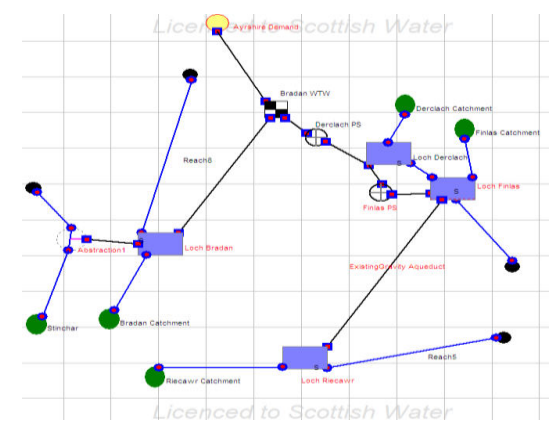 Licenced to Scottish Water
Ayrshire Demand
Bradan WTW
Derclach Catchment
Derclach PS
Finlas Catchment
S
Loch Derclach
Reach8
S
Loch Finlas
Finlas PS
Abstraction1
Loch Bradan
ExistingGravity Aqueduct
Stinchar
Bradan Catchment
Reach5
S
Riecawr Catchment
Loch Riecawr
Licenced to Scottish Water